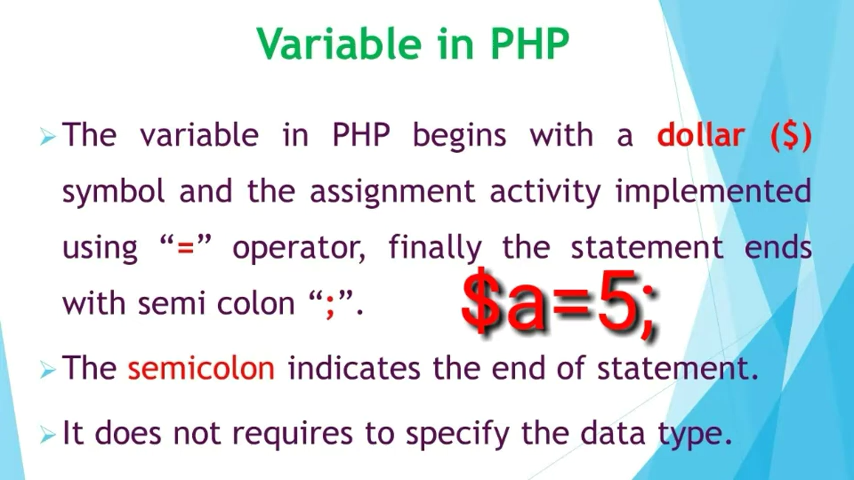 Variable in PHP
The variable in PHP begins with a dollar ($)
symbol and the assignment activity implemented
using “=” operator, finally the statement ends
with semi colon “;”.
$a=5;
The semicolon indicates the end of statement.
It does not requires to specify the data type.